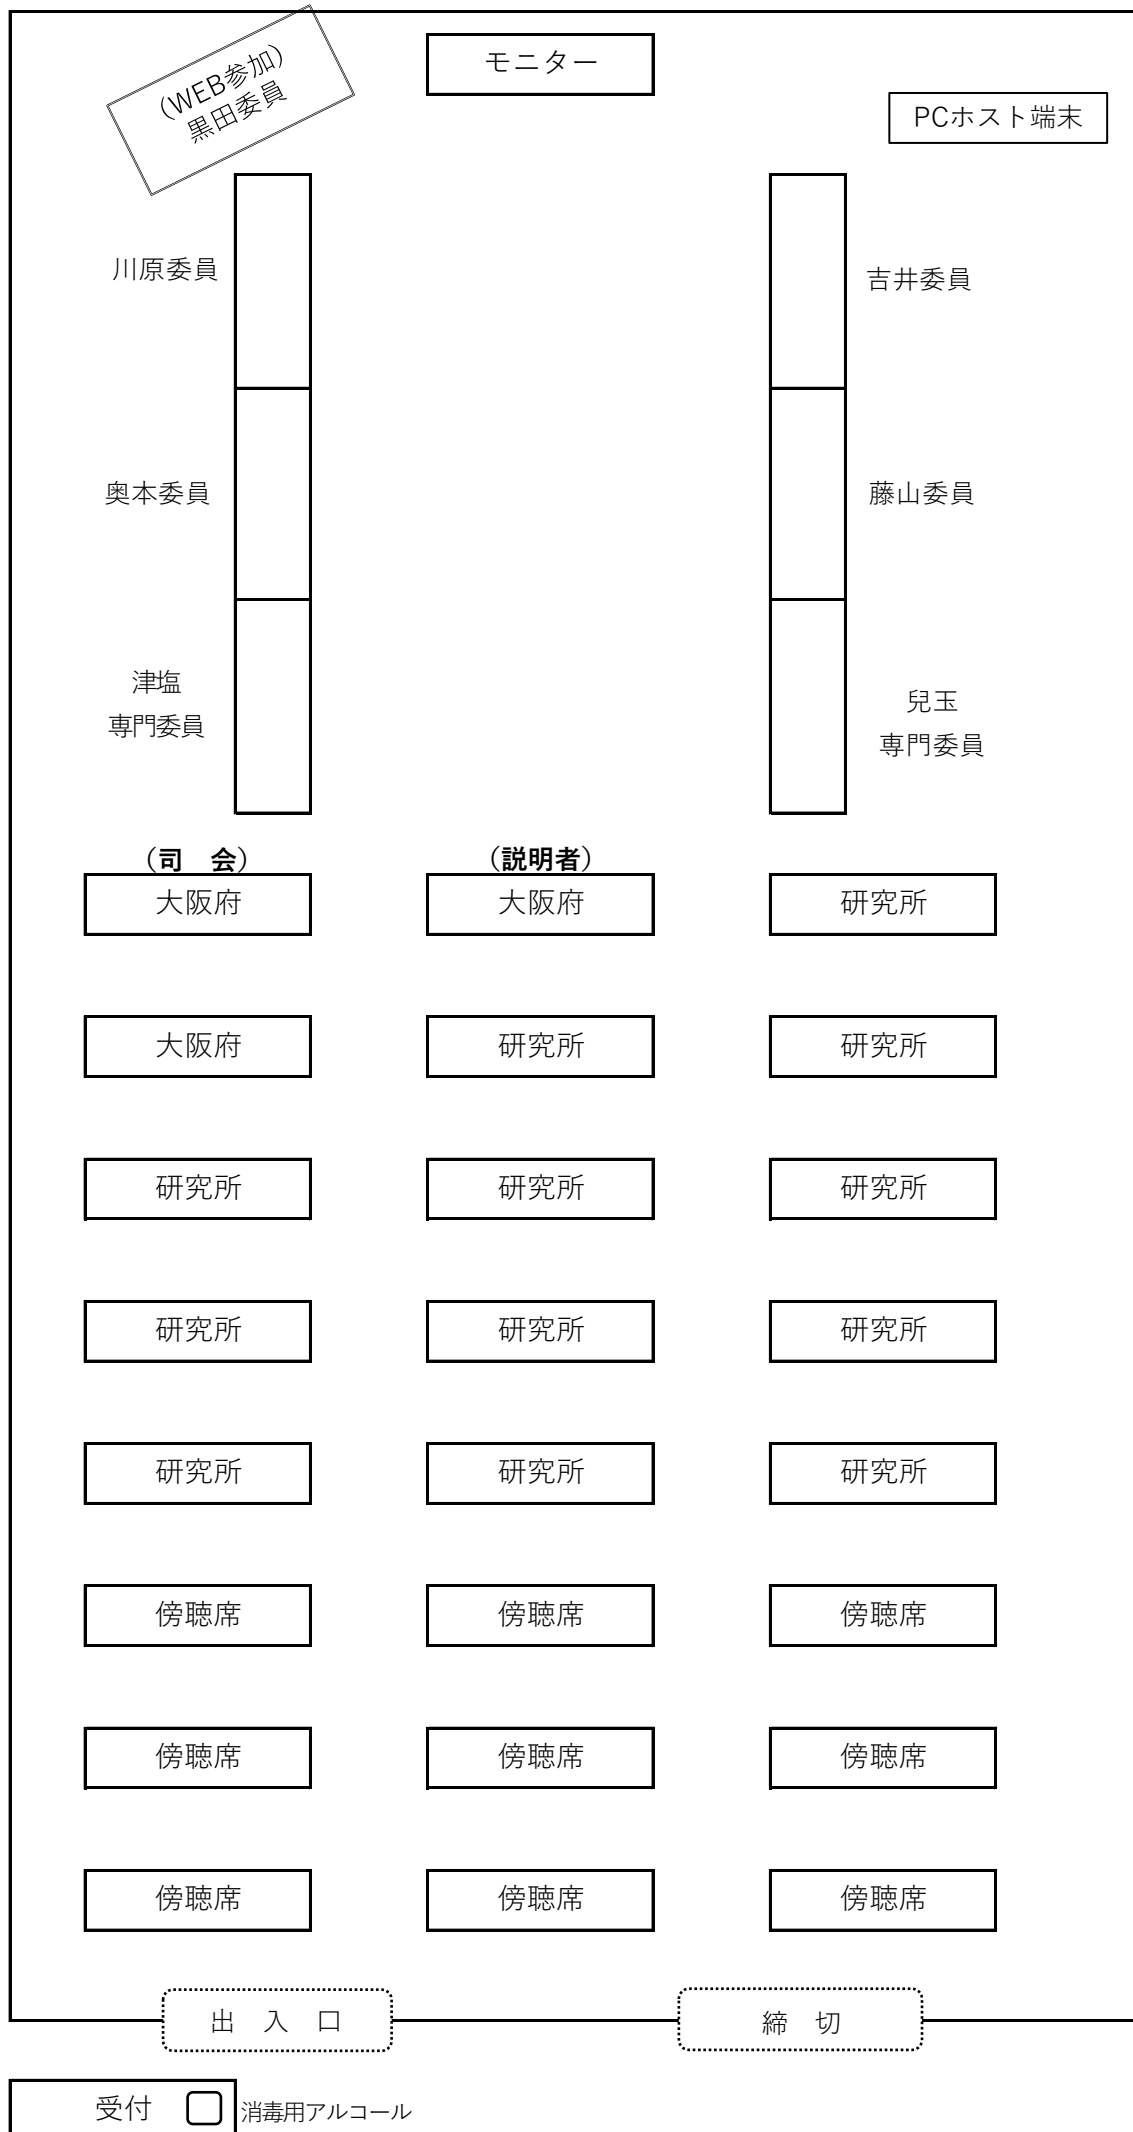 （WEB参加）
黒田委員
モニター
PCホスト端末
川原委員
吉井委員
奥本委員
藤山委員
津塩
専門委員
兒玉
専門委員
（司　会）
（説明者）
大阪府
大阪府
研究所
大阪府
研究所
研究所
研究所
研究所
研究所
研究所
研究所
研究所
研究所
研究所
研究所
傍聴席
傍聴席
傍聴席
傍聴席
傍聴席
傍聴席
傍聴席
傍聴席
傍聴席
出　入　口
締　切
受付
消毒用アルコール